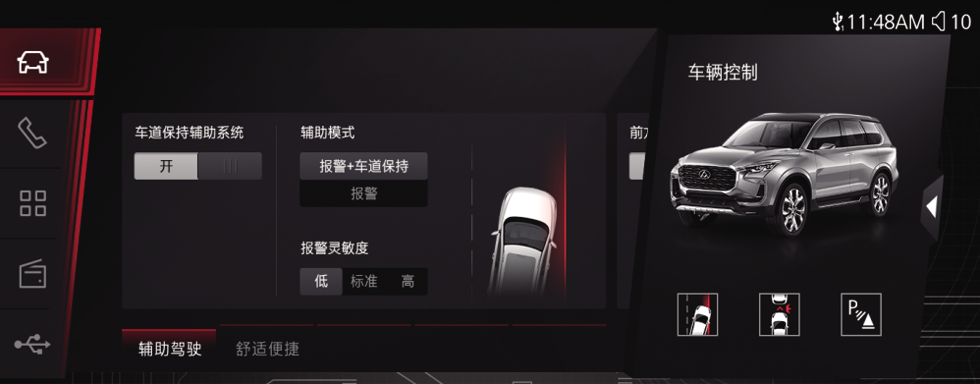 11:48AM 10
车辆控制
车道保持辅助系统
开
辅助模式
报警+车道保持
报警
报警灵敏度
低 标准 高
前
辅助驾驶 舒适便捷
P